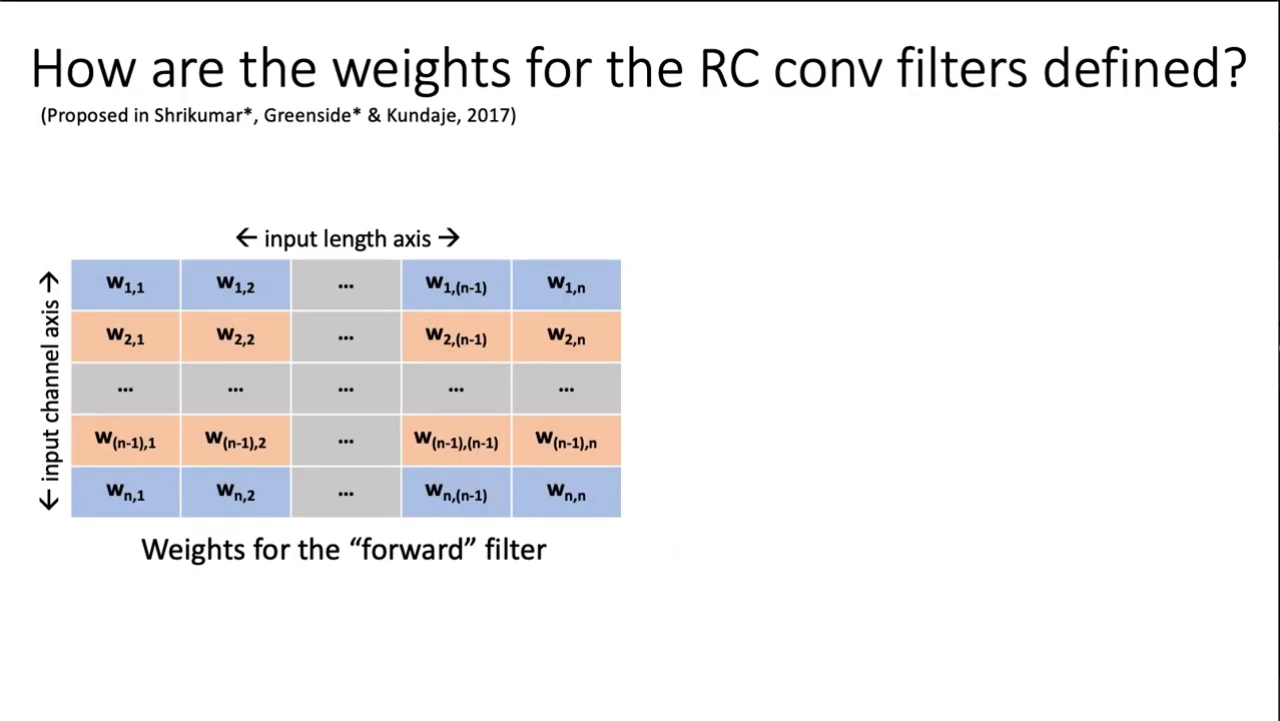 How are the weights for the RC conv filters defined?
(Proposed in Shrikumar*, Greenside* & Kundaje, 2017)
← input length axis →
← input channel axis →
w1,1 w1,2 ... w1,(n-1) w1,n
w2,1 w2,2 ... w2,(n-1) w2,n
... ... ... ... ...
w(n-1),1 w(n-1),2 ... w(n-1),(n-1) w(n-1),n
wn,1 wn,2 ... wn,(n-1) wn,n
Weights for the “forward” filter